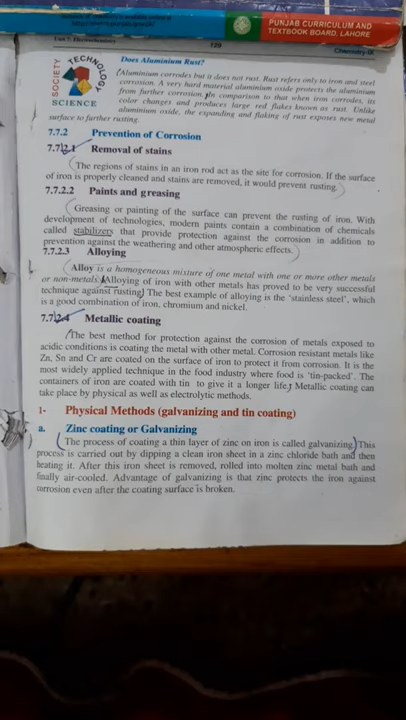 PUNJAB CURRICULUM AND
TEXTBOOK BOARD, LAHORE
129
Chemistry-IX
SOCIETY
TECHNOLOGY
SCIENCE
Does Aluminium Rust?
Aluminium corrodes but it does not rust. Rust refers only to iron and steel
corrosion. A very hard material aluminium oxide protects the aluminium
from further corrosion. In comparison to that when iron corrodes, its
color changes and produces large red flakes known as rust. Unlike
aluminium oxide, the expanding and flaking of rust exposes new metal
surface to further rusting.
7.7.2 Prevention of Corrosion
7.7.2.1 Removal of stains
The regions of stains in an iron rod act as the site for corrosion. If the surface
of iron is properly cleaned and stains are removed, it would prevent rusting.
7.7.2.2 Paints and greasing
Greasing or painting of the surface can prevent the rusting of iron. With
development of technologies, modern paints contain a combination of chemicals
called stabilizers that provide protection against the corrosion in addition to
prevention against the weathering and other atmospheric effects.
7.7.2.3 Alloying
Alloy is a homogeneous mixture of one metal with one or more other metals
or non-metals. Alloying of iron with other metals has proved to be very successful
technique against rusting. The best example of alloying is the 'stainless steel', which
is a good combination of iron, chromium and nickel.
7.7.2.4 Metallic coating
The best method for protection against the corrosion of metals exposed to
acidic conditions is coating the metal with other metal. Corrosion resistant metals like
Zn, Sn and Cr are coated on the surface of iron to protect it from corrosion. It is the
most widely applied technique in the food industry where food is 'tin-packed'. The
containers of iron are coated with tin to give it a longer life. Metallic coating can
take place by physical as well as electrolytic methods.
1- Physical Methods (galvanizing and tin coating)
a. Zinc coating or Galvanizing
The process of coating a thin layer of zinc on iron is called galvanizing. This
process is carried out by dipping a clean iron sheet in a zinc chloride bath and then
heating it. After this iron sheet is removed, rolled into molten zinc metal bath and
finally air-cooled. Advantage of galvanizing is that zinc protects the iron against
corrosion even after the coating surface is broken.